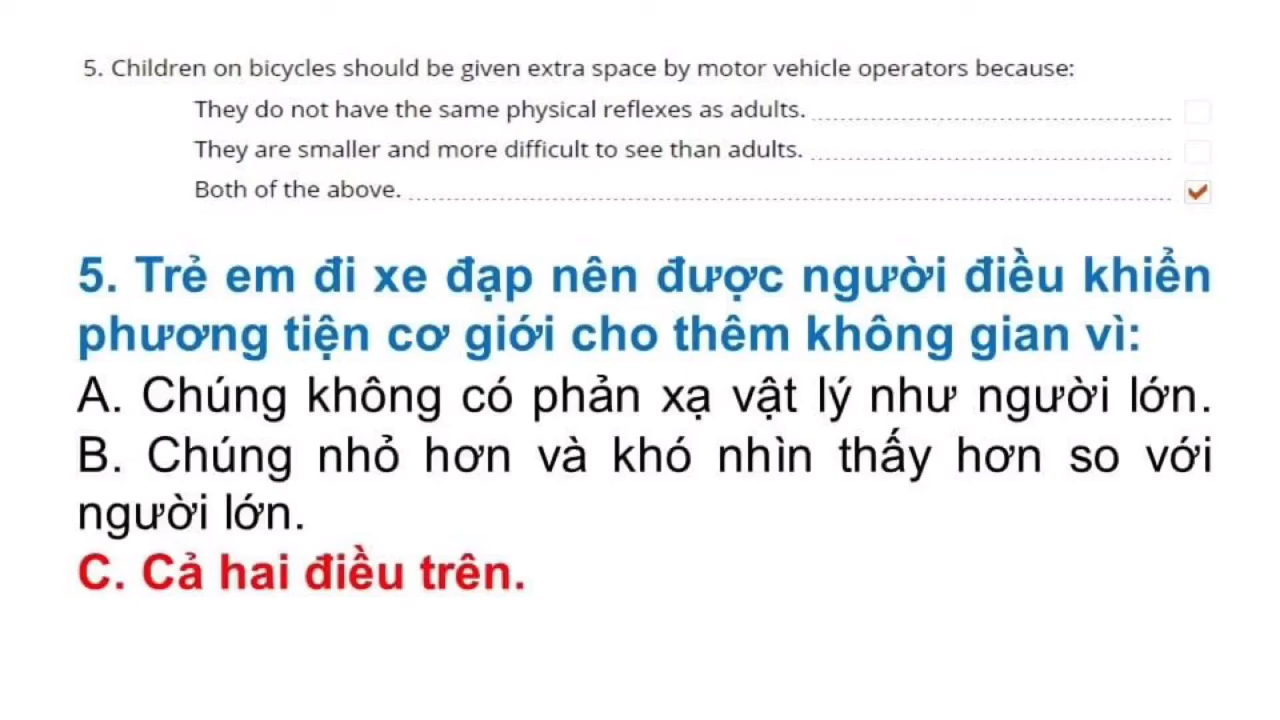 5. Children on bicycles should be given extra space by motor vehicle operators because:
They do not have the same physical reflexes as adults.
They are smaller and more difficult to see than adults.
Both of the above.
5. Trẻ em đi xe đạp nên được người điều khiển
phương tiện cơ giới cho thêm không gian vì:
A. Chúng không có phản xạ vật lý như người lớn.
B. Chúng nhỏ hơn và khó nhìn thấy hơn so với
người lớn.
C. Cả hai điều trên.